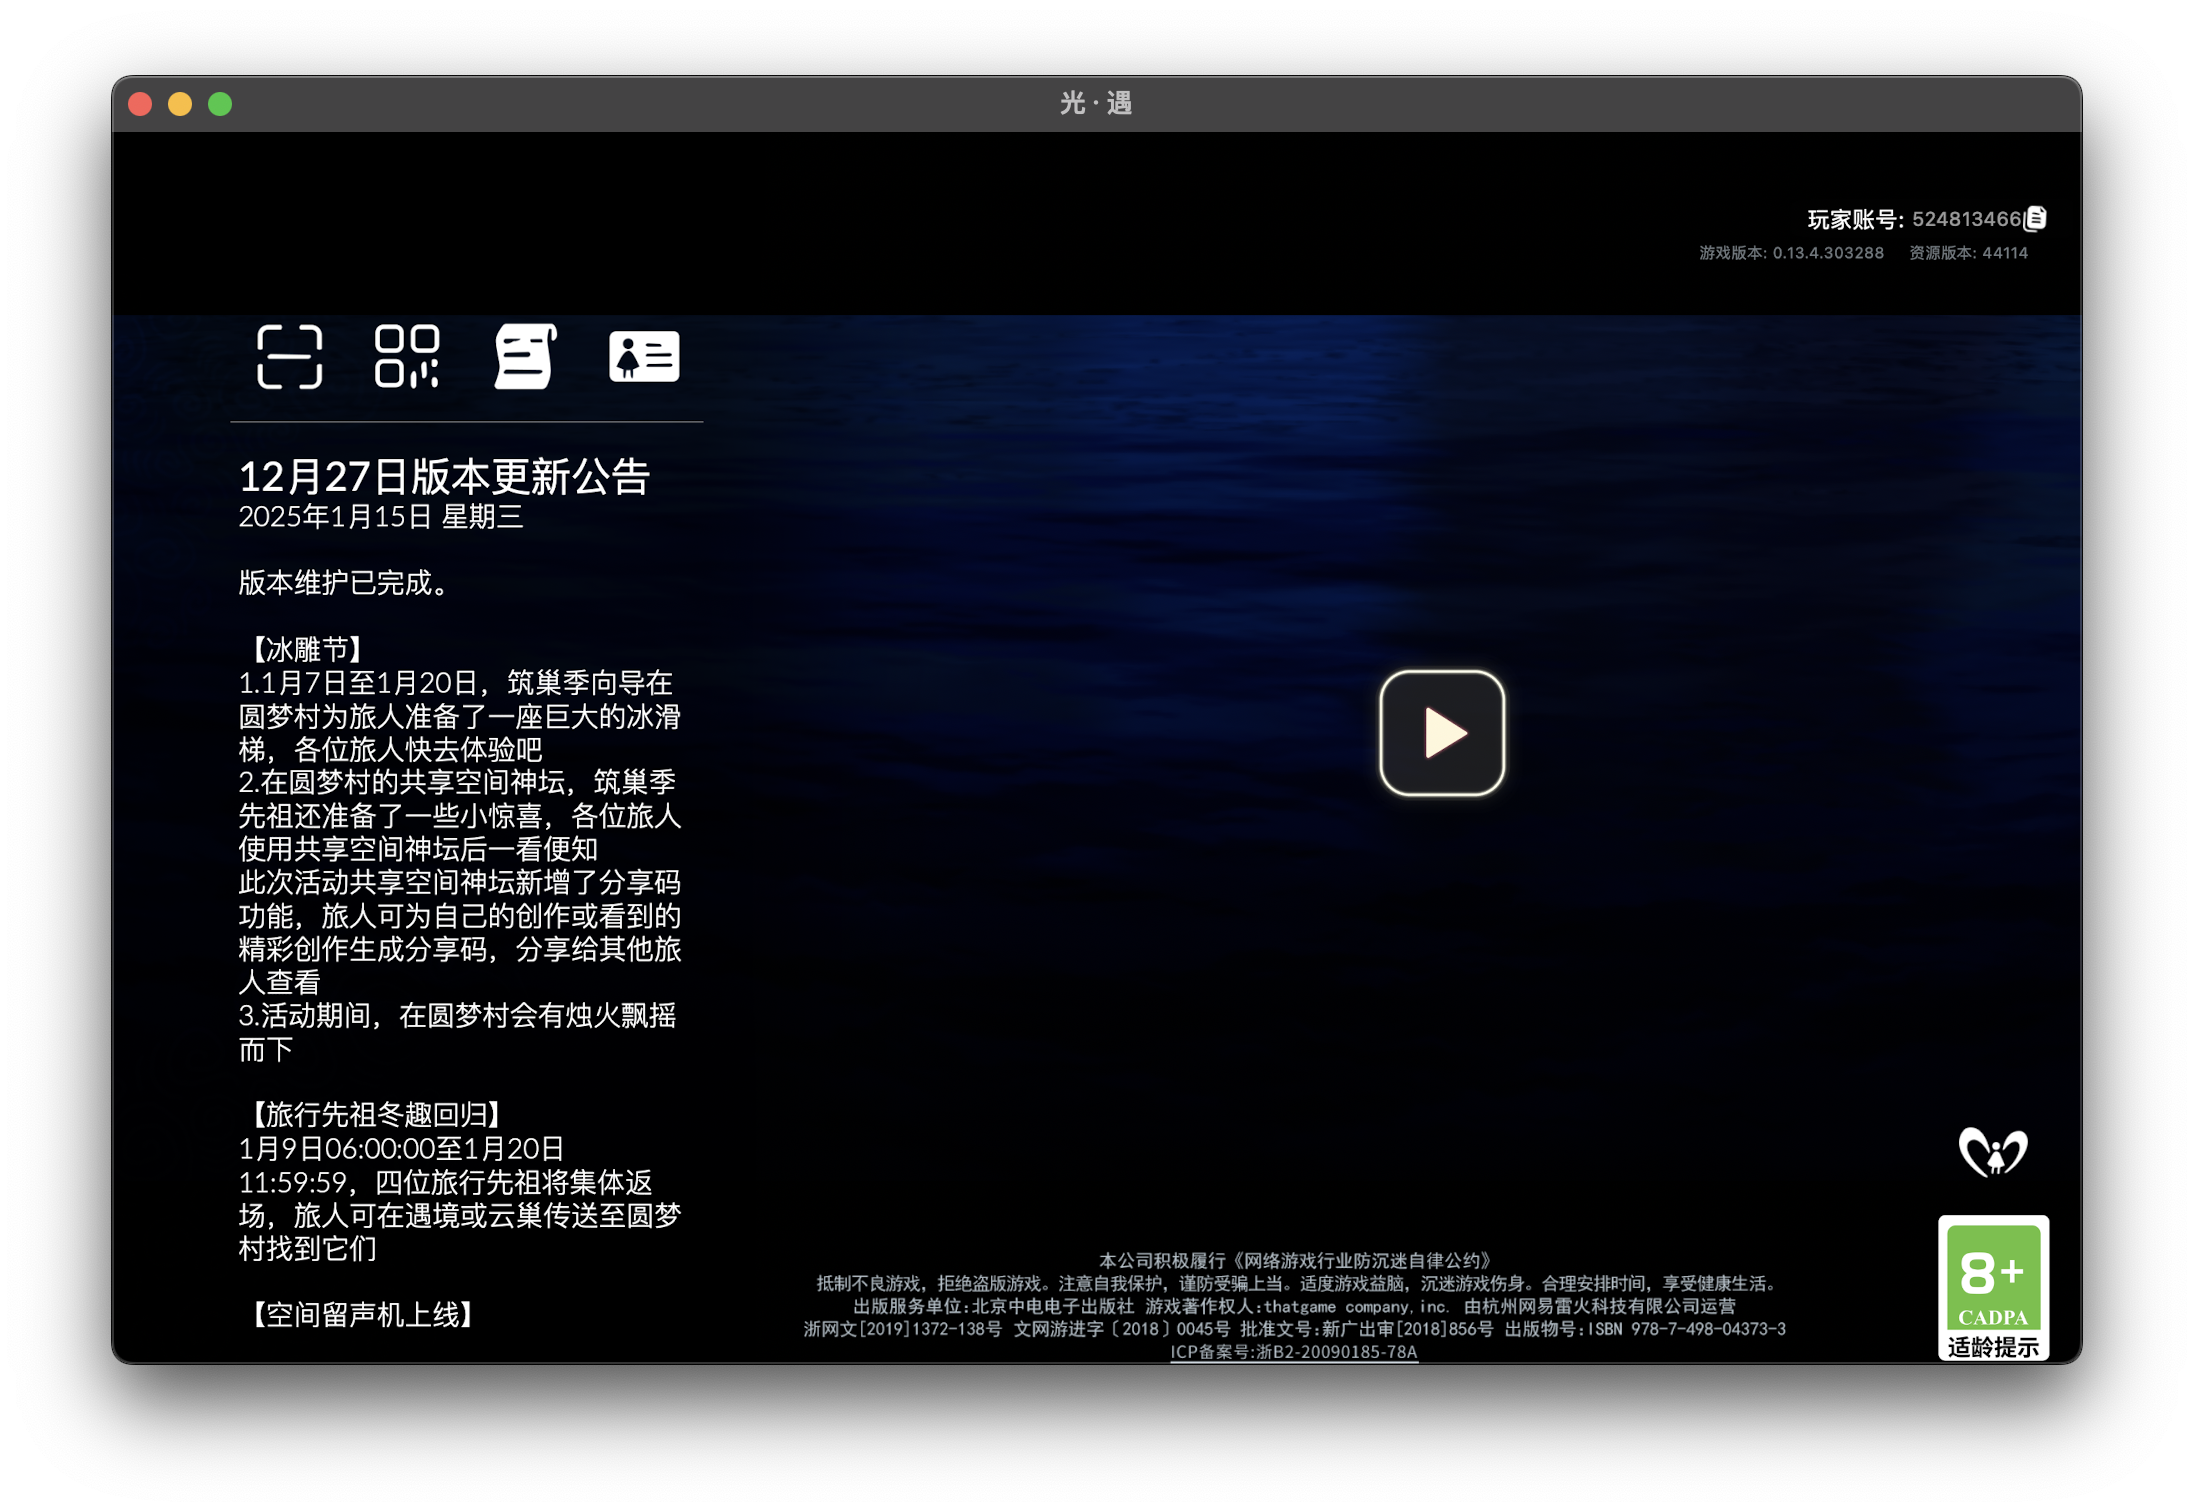 光·遇
玩家账号: 524813466
游戏版本: 0.13.4.303288 资源版本: 44114
12月27日版本更新公告
2025年1月15日 星期三
版本维护已完成。
【冰雕节】
1.1月7日至1月20日，筑巢季向导在
圆梦村为旅人准备了一座巨大的冰滑
梯，各位旅人快去体验吧
2.在圆梦村的共享空间神坛，筑巢季
先祖还准备了一些小惊喜，各位旅人
使用共享空间神坛后一看便知
此次活动共享空间神坛新增了分享码
功能，旅人可为自己的创作或看到的
精彩创作生成分享码，分享给其他旅
人查看
3.活动期间，在圆梦村会有烛火飘摇
而下
【旅行先祖冬趣回归】
1月9日06:00:00至1月20日
11:59:59，四位旅行先祖将集体返
场，旅人可在遇境或云巢传送至圆梦
村找到它们
【空间留声机上线】
本公司积极履行《网络游戏行业防沉迷自律公约》
抵制不良游戏，拒绝盗版游戏。注意自我保护，谨防受骗上当。适度游戏益脑，沉迷游戏伤身。合理安排时间，享受健康生活。
出版服务单位:北京中电电子出版社 游戏著作权人:thatgame company,inc. 由杭州网易雷火科技有限公司运营
浙网文[2019]1372-138号 文网游进字〔2018〕0045号 批准文号:新广出审[2018]856号 出版物号:ISBN 978-7-498-04373-3
ICP备案号:浙B2-20090185-78A
8+
CADPA
适龄提示